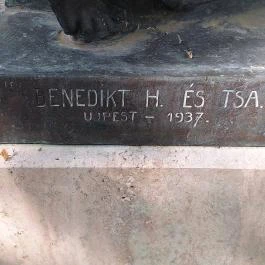 BENEDIKT H. ÉS TSA.
UJPEST – 1937.